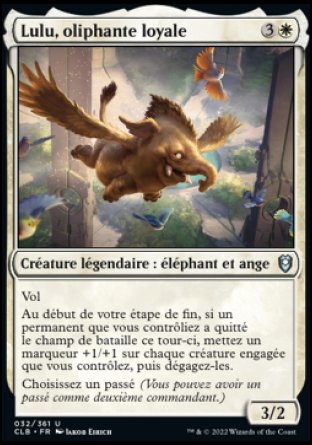 Lulu, oliphante loyale 3
Créature légendaire : éléphant et ange
Vol
Au début de votre étape de fin, si un
permanent que vous contrôliez a quitté
le champ de bataille ce tour-ci, mettez un
marqueur +1/+1 sur chaque créature engagée
que vous contrôlez, puis dégagez-les.
Choisissez un passé (Vous pouvez avoir un
passé comme deuxième commandant.)
3/2
032/361 U
CLB • FR Jakob Eirich
™ & © 2022 Wizards of the Coast